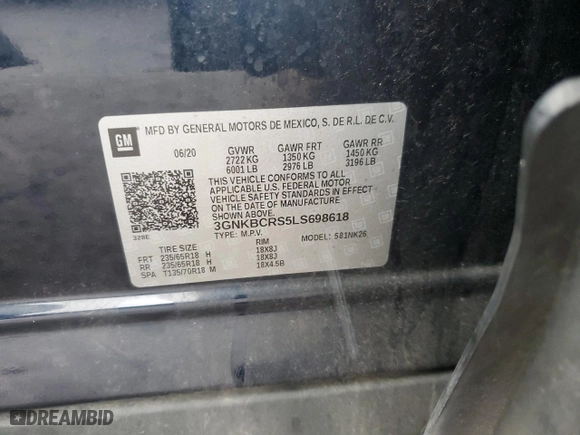 GM
MFD BY GENERAL MOTORS DE MEXICO, S. DE R.L. DE C.V.
06/20 GVWR GAWR FRT GAWR RR
2722 KG 1350 KG 1450 KG
6001 LB 2976 LB 3196 LB
THIS VEHICLE CONFORMS TO ALL
APPLICABLE U.S. FEDERAL MOTOR
VEHICLE SAFETY STANDARDS IN EFFECT
ON THE DATE OF MANUFACTURE
SHOWN ABOVE.
328E 3GNKBCRS5LS698618
TYPE: M.P.V. MODEL: 581NK26
TIRE SIZE RIM
FRT 235/65R18 H 18X8J
RR 235/65R18 H 18X8J
SPA T135/70R18 M 18X4.5B
DREAMBID